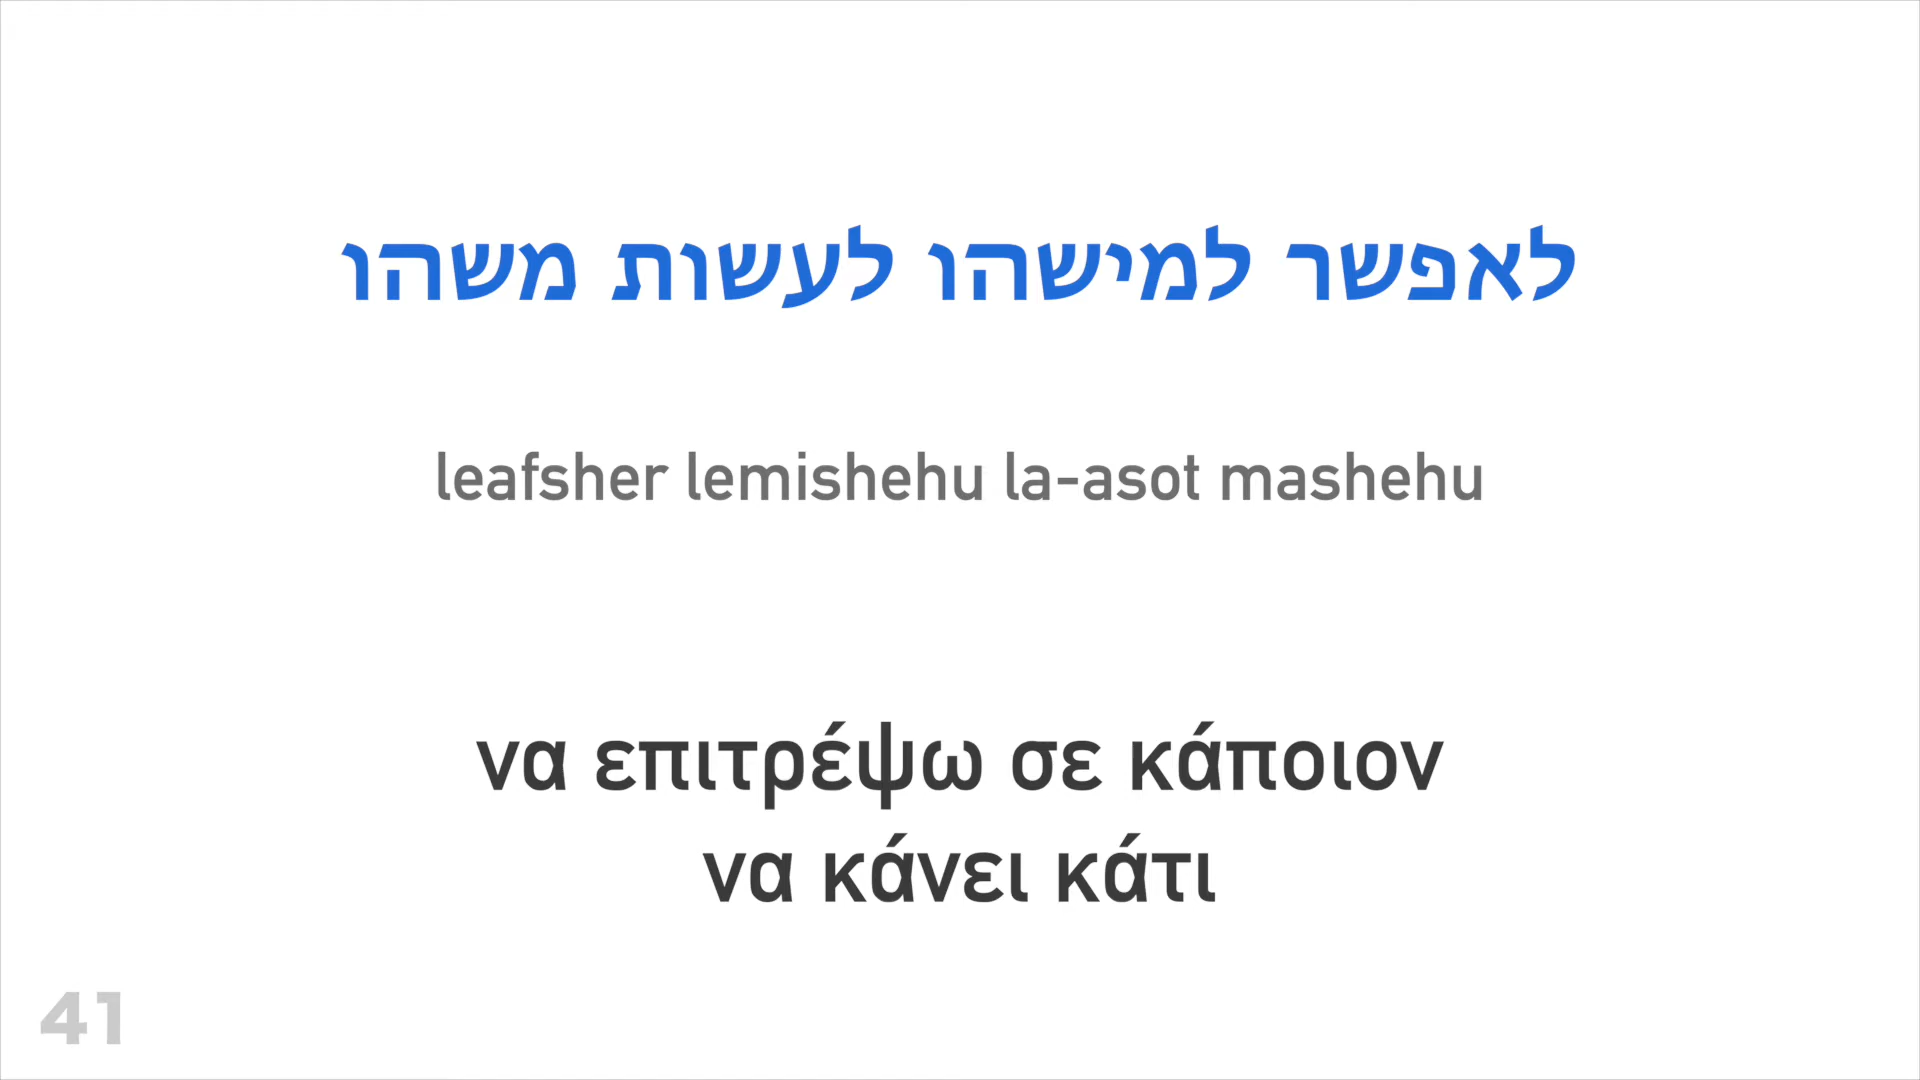 לאפשר למישהו לעשות משהו
leafsher lemishehu la-asot mashehu
να επιτρέψω σε κάποιον
να κάνει κάτι
41